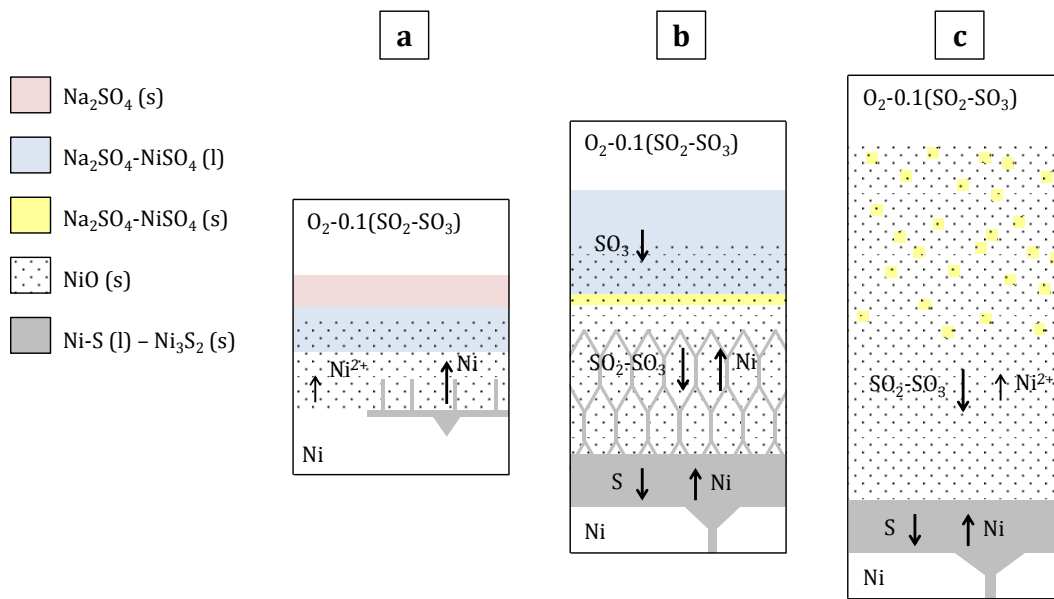 a
b
c
Na₂SO₄ (s)
Na₂SO₄-NiSO₄ (l)
Na₂SO₄-NiSO₄ (s)
NiO (s)
Ni-S (l) – Ni₃S₂ (s)
O₂-0.1(SO₂-SO₃)
Ni²⁺
Ni
Ni
O₂-0.1(SO₂-SO₃)
SO₃
SO₂-SO₃
Ni
S
Ni
Ni
O₂-0.1(SO₂-SO₃)
SO₂-SO₃
Ni²⁺
S
Ni
Ni